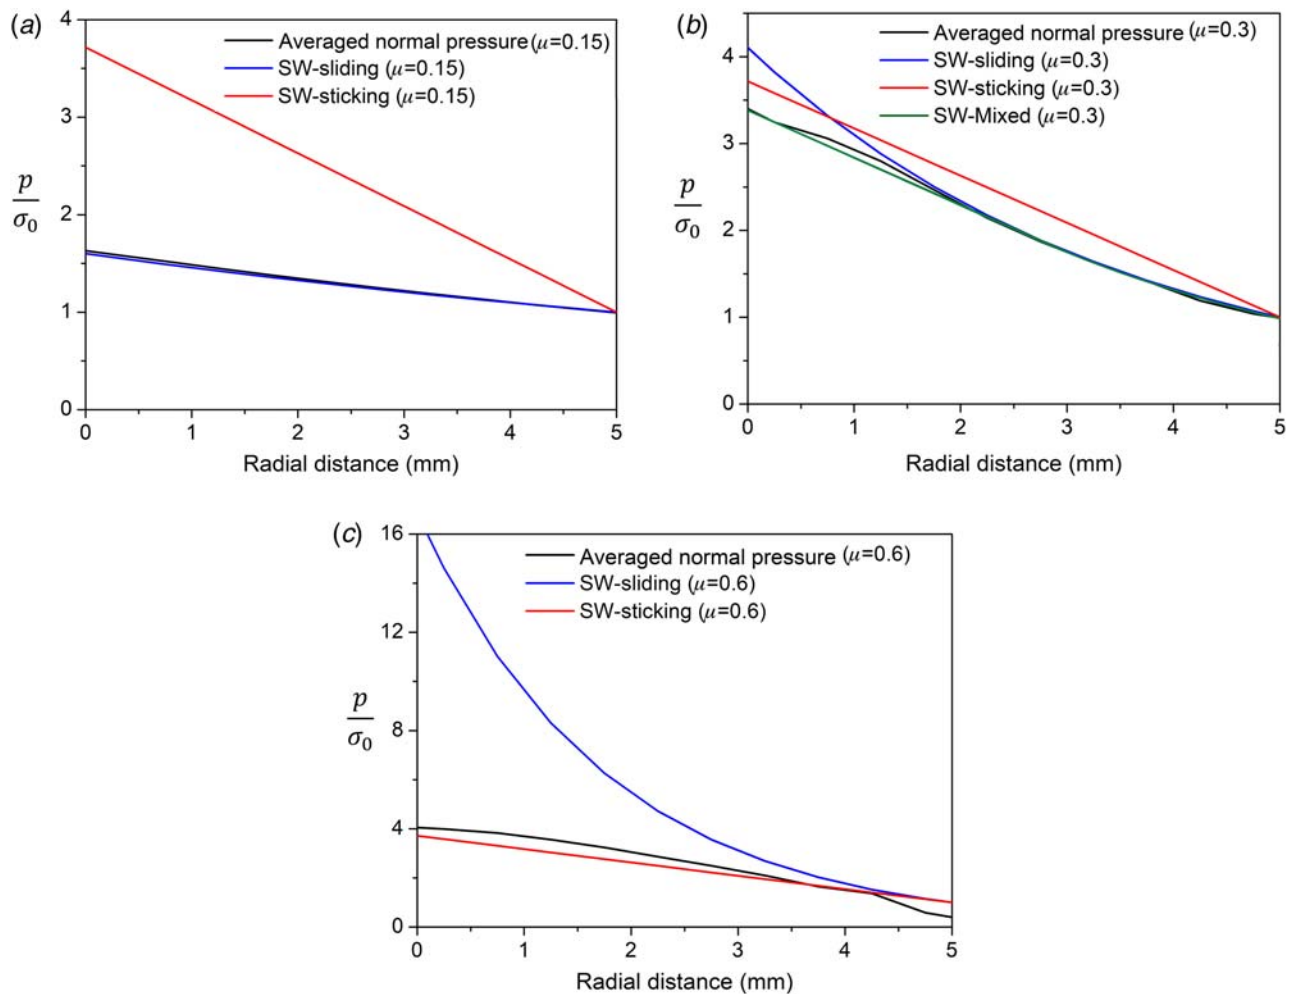 (a)
4
3
2
1
0
p
σ0
Averaged normal pressure (μ=0.15)
SW-sliding (μ=0.15)
SW-sticking (μ=0.15)
0 1 2 3 4 5
Radial distance (mm)
(b)
4
3
2
1
0
p
σ0
Averaged normal pressure (μ=0.3)
SW-sliding (μ=0.3)
SW-sticking (μ=0.3)
SW-Mixed (μ=0.3)
0 1 2 3 4 5
Radial distance (mm)
(c)
16
12
8
4
0
p
σ0
Averaged normal pressure (μ=0.6)
SW-sliding (μ=0.6)
SW-sticking (μ=0.6)
0 1 2 3 4 5
Radial distance (mm)